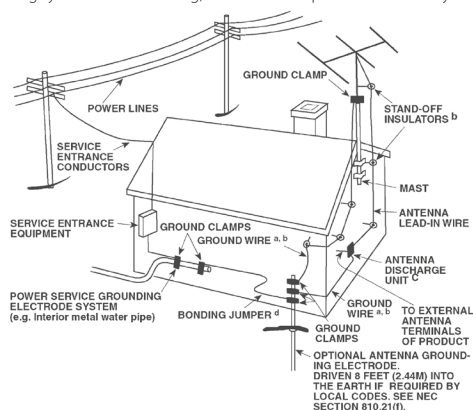 GROUND CLAMP
POWER LINES
STAND-OFF
INSULATORS b
SERVICE
ENTRANCE
CONDUCTORS
MAST
ANTENNA
LEAD-IN WIRE
SERVICE ENTRANCE
EQUIPMENT
GROUND CLAMPS
GROUND WIRE a, b
ANTENNA
DISCHARGE
UNIT C
POWER SERVICE GROUNDING
ELECTRODE SYSTEM
(e.g. Interior metal water pipe)
BONDING JUMPER d
GROUND
WIRE a, b
GROUND
CLAMPS
TO EXTERNAL
ANTENNA
TERMINALS
OF PRODUCT
OPTIONAL ANTENNA GROUND-
ING ELECTRODE.
DRIVEN 8 FEET (2.44M) INTO
THE EARTH IF REQUIRED BY
LOCAL CODES. SEE NEC
SECTION 810.21(f).